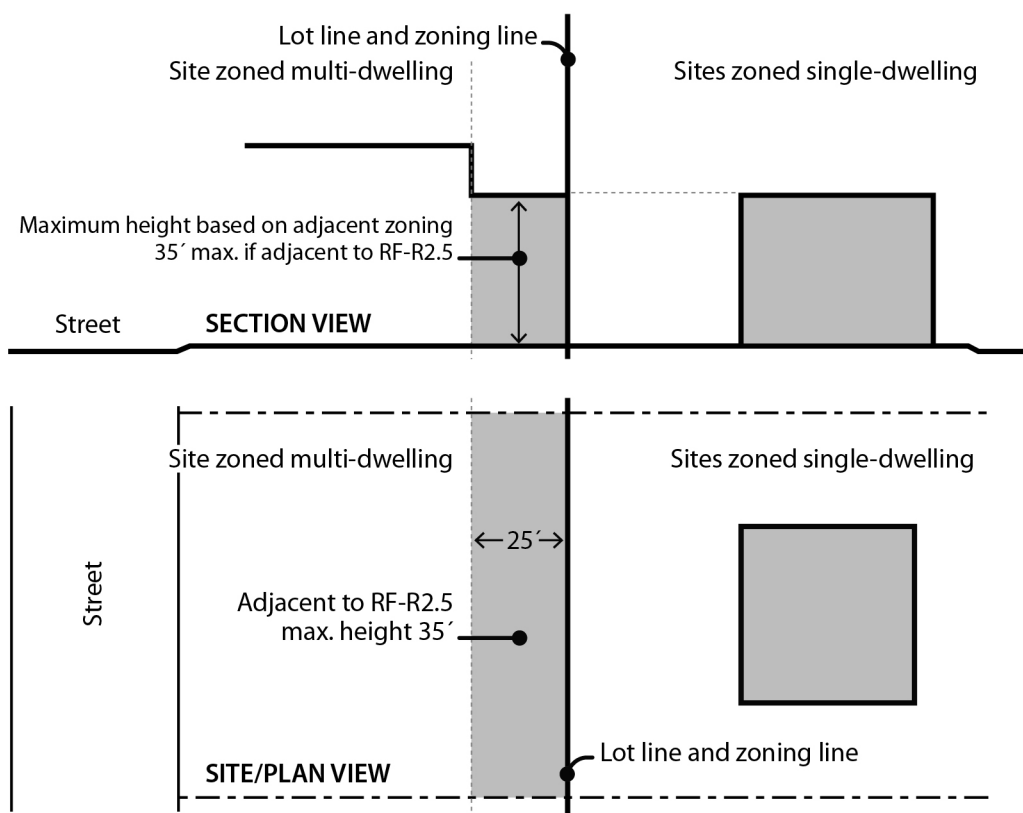 Lot line and zoning line
Site zoned multi-dwelling
Sites zoned single-dwelling
Maximum height based on adjacent zoning
35´ max. if adjacent to RF-R2.5
Street
SECTION VIEW
Site zoned multi-dwelling
Sites zoned single-dwelling
25´
Street
Adjacent to RF-R2.5
max. height 35´
Lot line and zoning line
SITE/PLAN VIEW